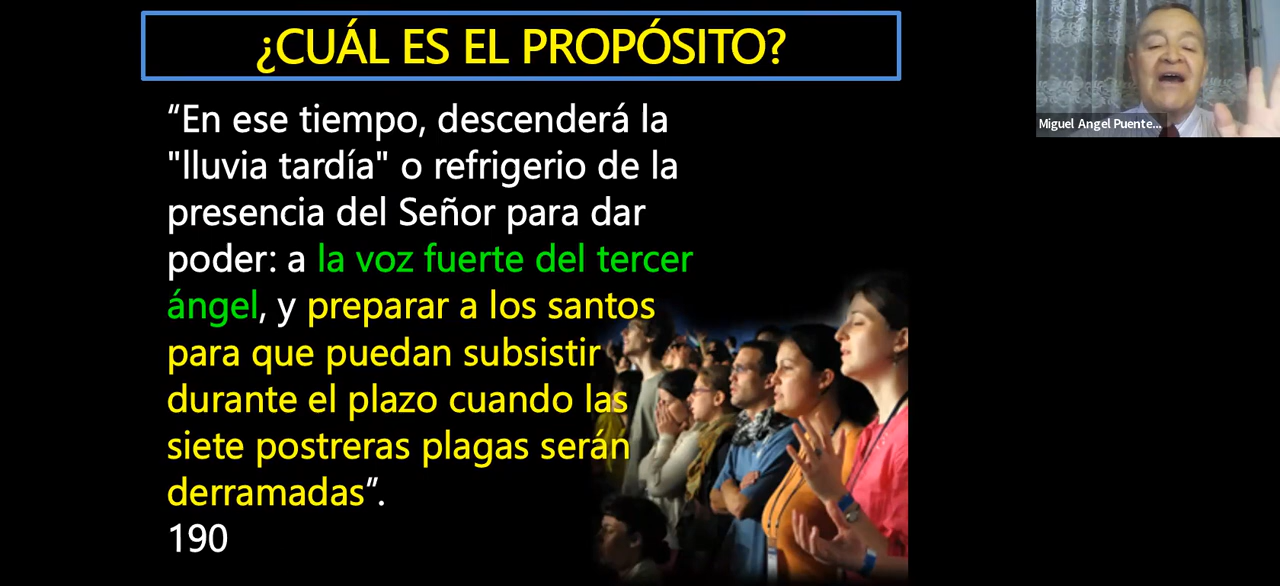 ¿CUÁL ES EL PROPÓSITO?
“En ese tiempo, descenderá la
"lluvia tardía" o refrigerio de la
presencia del Señor para dar
poder: a la voz fuerte del tercer
ángel, y preparar a los santos
para que puedan subsistir
durante el plazo cuando las
siete postreras plagas serán
derramadas”.
190
Miguel Angel Puente...